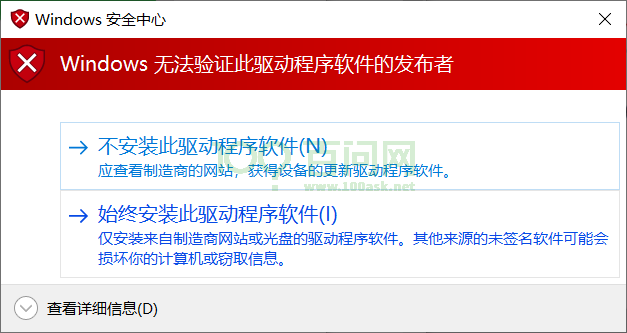 Windows 安全中心
Windows 无法验证此驱动程序软件的发布者
不安装此驱动程序软件(N)
应查看制造商的网站，获得设备的更新驱动程序软件。
百问网
www.100ask.net
始终安装此驱动程序软件(I)
仅安装来自制造商网站或光盘的驱动程序软件。其他来源的未签名软件可能会
损坏你的计算机或窃取信息。
查看详细信息(D)